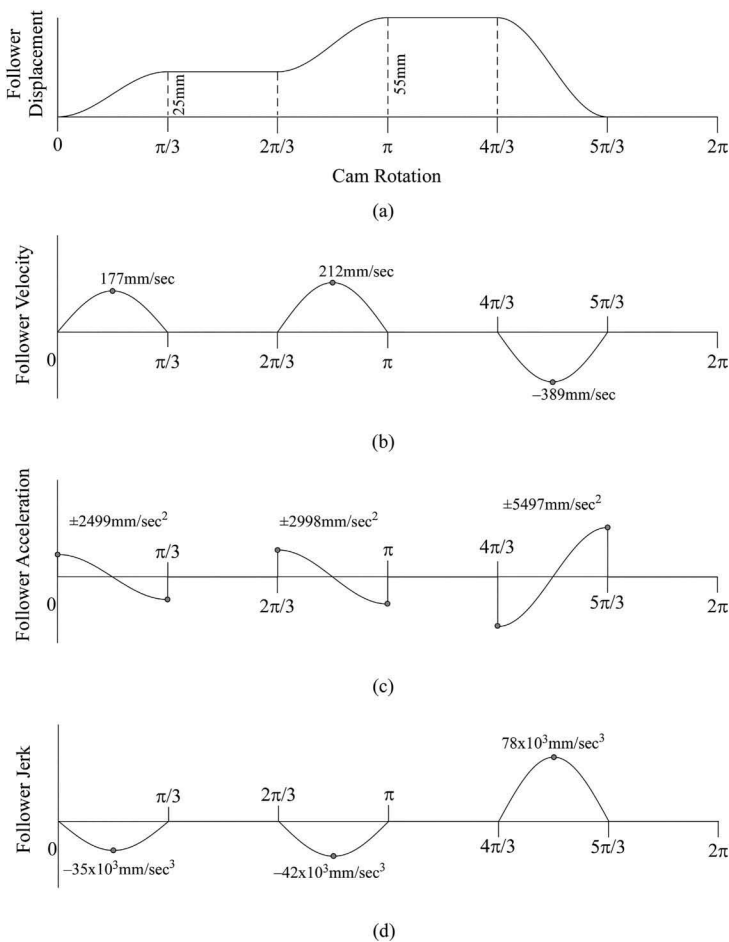 Follower
Displacement
25mm
55mm
0 π/3 2π/3 π 4π/3 5π/3 2π
Cam Rotation
(a)
Follower Velocity
177mm/sec 212mm/sec
4π/3 5π/3
0 π/3 2π/3 π 2π
–389mm/sec
(b)
Follower Acceleration
±2499mm/sec² ±2998mm/sec² ±5497mm/sec²
π/3 π 4π/3
0 2π/3 5π/3 2π
(c)
Follower Jerk
78x10³mm/sec³
π/3 2π/3 π
0 4π/3 5π/3 2π
–35x10³mm/sec³ –42x10³mm/sec³
(d)